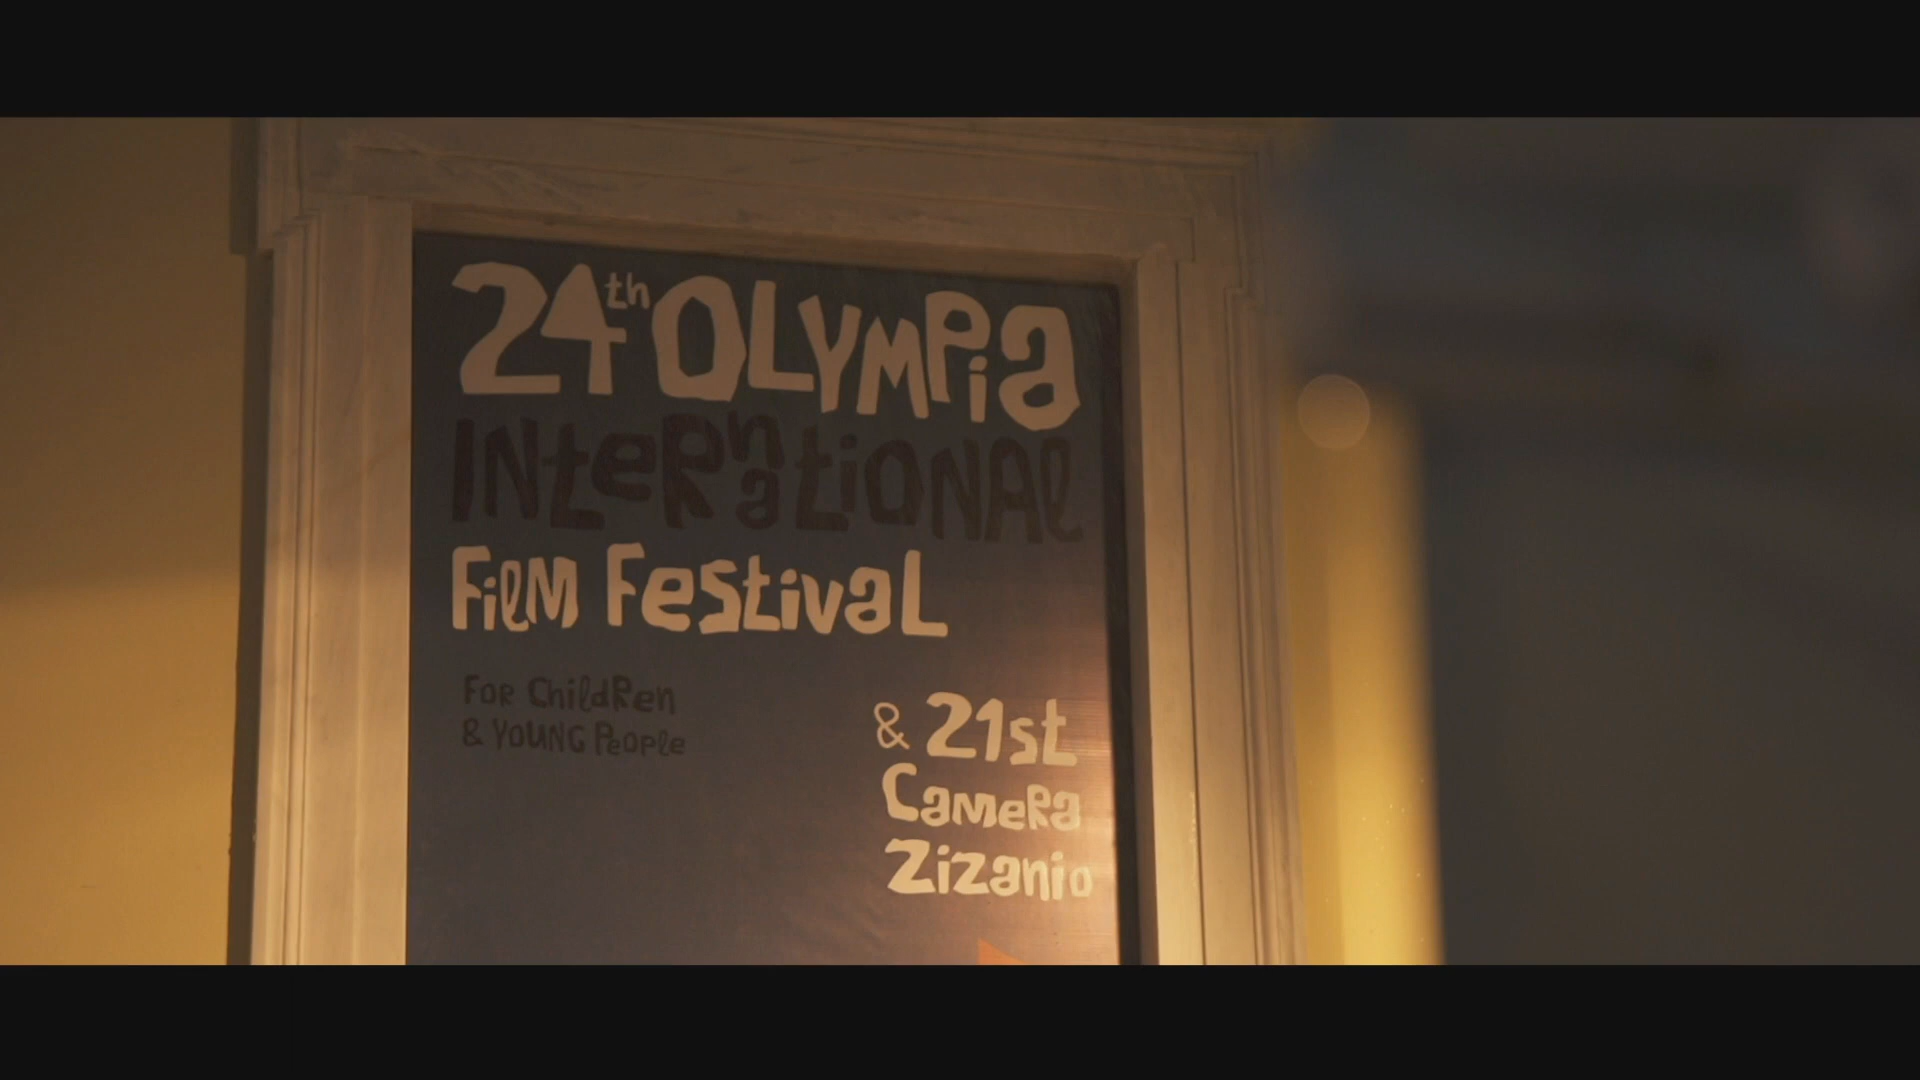 24th OLYMPia
INteRnatiONAl
FilM FestivaL
FOR ChildRen
& YOUNG PeOple
& 21st
CameRa
Zizanio